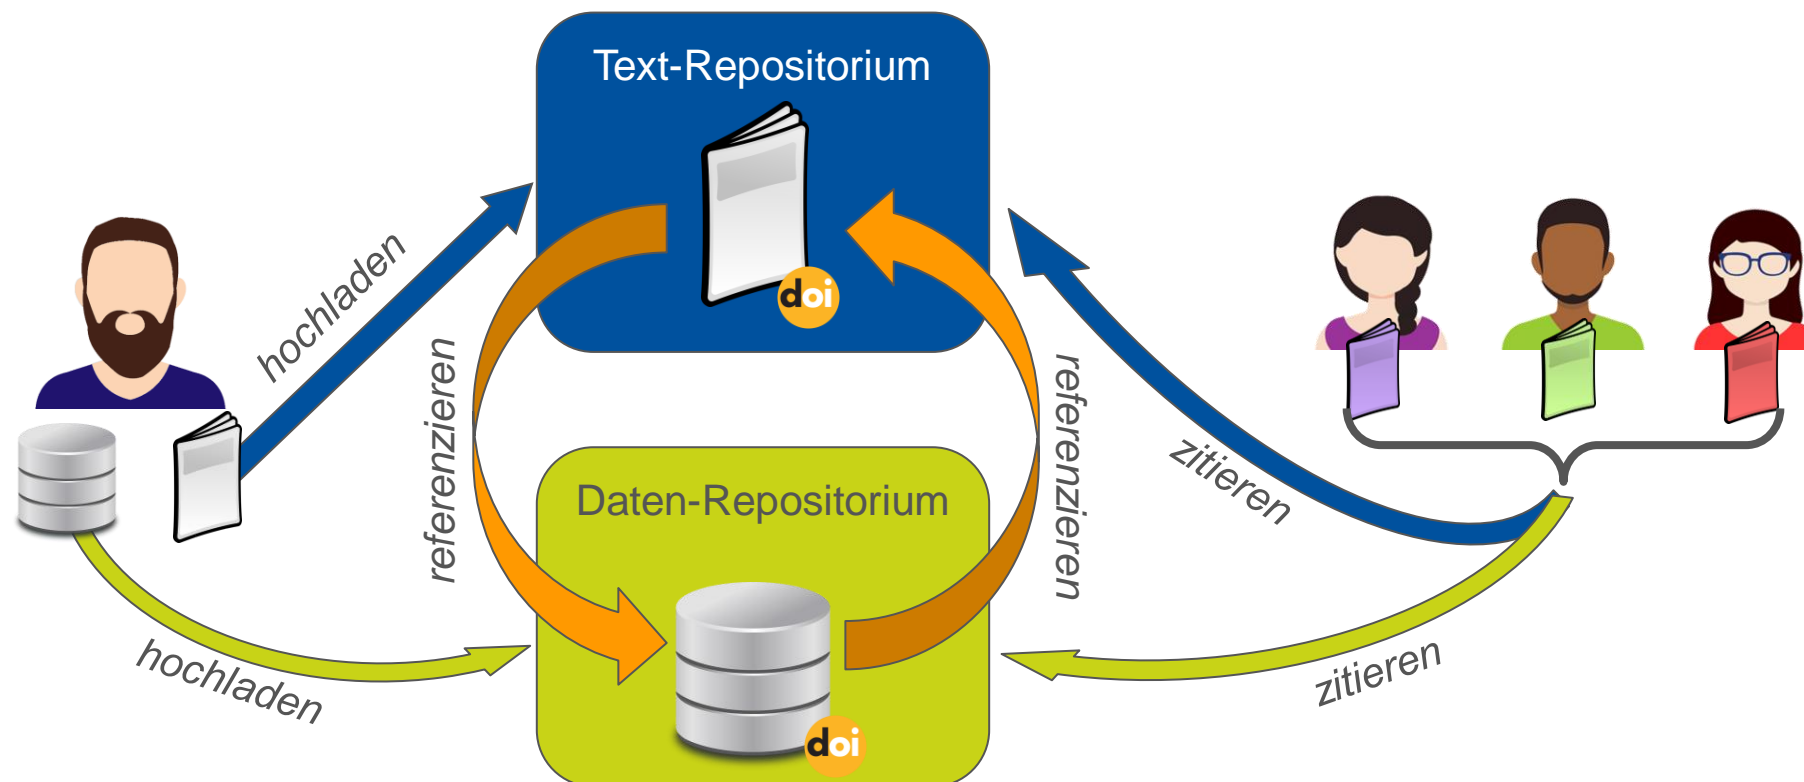 Text-Repositorium
doi
hochladen
referenzieren
referenzieren
zitieren
Daten-Repositorium
doi
hochladen
zitieren